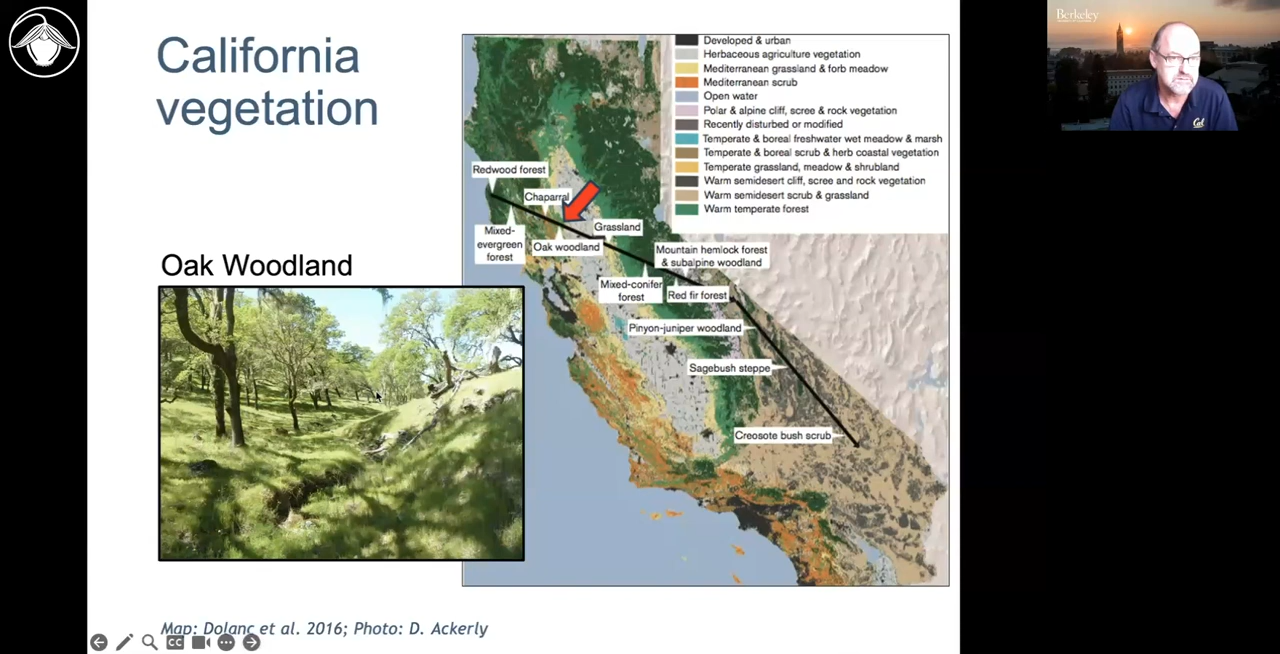 California
vegetation
Oak Woodland
Developed & urban
Herbaceous agriculture vegetation
Mediterranean grassland & forb meadow
Mediterranean scrub
Open water
Polar & alpine cliff, scree & rock vegetation
Recently disturbed or modified
Temperate & boreal freshwater wet meadow & marsh
Temperate & boreal scrub & herb coastal vegetation
Temperate grassland, meadow & shrubland
Warm semidesert cliff, scree and rock vegetation
Warm semidesert scrub & grassland
Warm temperate forest
Redwood forest
Chaparral
Mixed-
evergreen
forest
Grassland
Oak woodland
Mountain hemlock forest
& subalpine woodland
Mixed-conifer
forest
Red fir forest
Pinyon-juniper woodland
Sagebush steppe
Creosote bush scrub
Map: Dolanc et al. 2016; Photo: D. Ackerly
CC
Berkeley
Cal